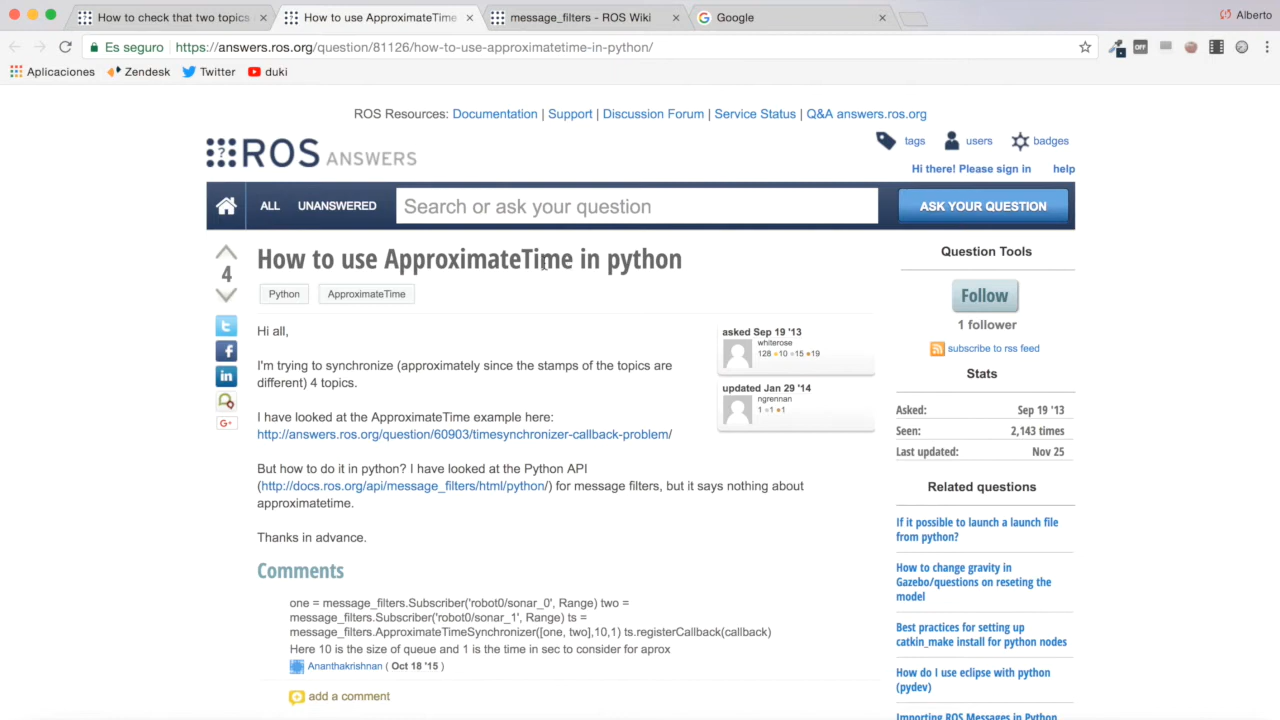 How to check that two topics
How to use ApproximateTime
message_filters - ROS Wiki
Google
Alberto
Es seguro
https://answers.ros.org/question/81126/how-to-use-approximatetime-in-python/
OFF
Aplicaciones
Zendesk
Twitter
duki
ROS Resources: Documentation | Support | Discussion Forum | Service Status | Q&A answers.ros.org
ROS ANSWERS
tags
users
badges
Hi there! Please sign in
help
ALL
UNANSWERED
Search or ask your question
ASK YOUR QUESTION
4
How to use ApproximateTime in python
Python
ApproximateTime
Hi all,
I'm trying to synchronize (approximately since the stamps of the topics are
different) 4 topics.
I have looked at the ApproximateTime example here:
http://answers.ros.org/question/60903/timesynchronizer-callback-problem/
But how to do it in python? I have looked at the Python API
(http://docs.ros.org/api/message_filters/html/python/) for message filters, but it says nothing about
approximatetime.
Thanks in advance.
asked Sep 19 '13
whiterose
128 ●10 ●15 ●19
updated Jan 29 '14
ngrennan
1 ●1 ●1
Comments
one = message_filters.Subscriber('robot0/sonar_0', Range) two =
message_filters.Subscriber('robot0/sonar_1', Range) ts =
message_filters.ApproximateTimeSynchronizer([one, two],10,1) ts.registerCallback(callback)
Here 10 is the size of queue and 1 is the time in sec to consider for aprox
Ananthakrishnan ( Oct 18 '15 )
add a comment
Question Tools
Follow
1 follower
subscribe to rss feed
Stats
Asked: Sep 19 '13
Seen: 2,143 times
Last updated: Nov 25
Related questions
If it possible to launch a launch file
from python?
How to change gravity in
Gazebo/questions on reseting the
model
Best practices for setting up
catkin_make install for python nodes
How do I use eclipse with python
(pydev)
Importing ROS Messages in Python